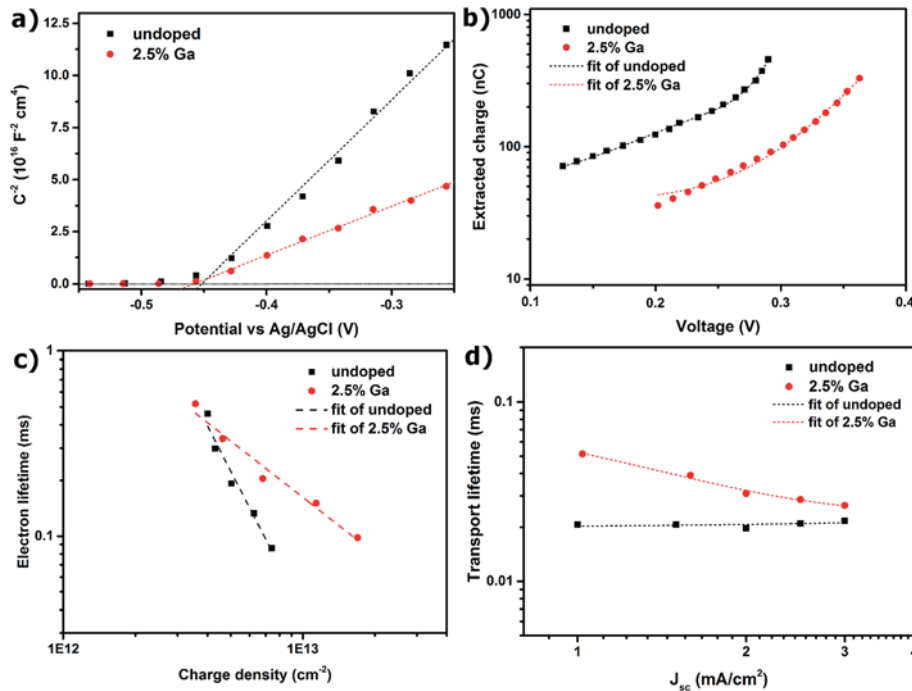 a)
undoped
2.5% Ga
C⁻² (10¹⁶ F⁻² cm⁴)
12.5
10.0
7.5
5.0
2.5
0.0
-0.5
-0.4
-0.3
Potential vs Ag/AgCl (V)
b)
undoped
2.5% Ga
fit of undoped
fit of 2.5% Ga
Extracted charge (nC)
1000
100
10
0.1
0.2
0.3
0.4
Voltage (V)
c)
undoped
2.5% Ga
fit of undoped
fit of 2.5% Ga
Electron lifetime (ms)
1
0.1
1E12
1E13
Charge density (cm⁻²)
d)
undoped
2.5% Ga
fit of undoped
fit of 2.5% Ga
Transport lifetime (ms)
0.1
0.01
1
2
3
4
Jsc (mA/cm²)